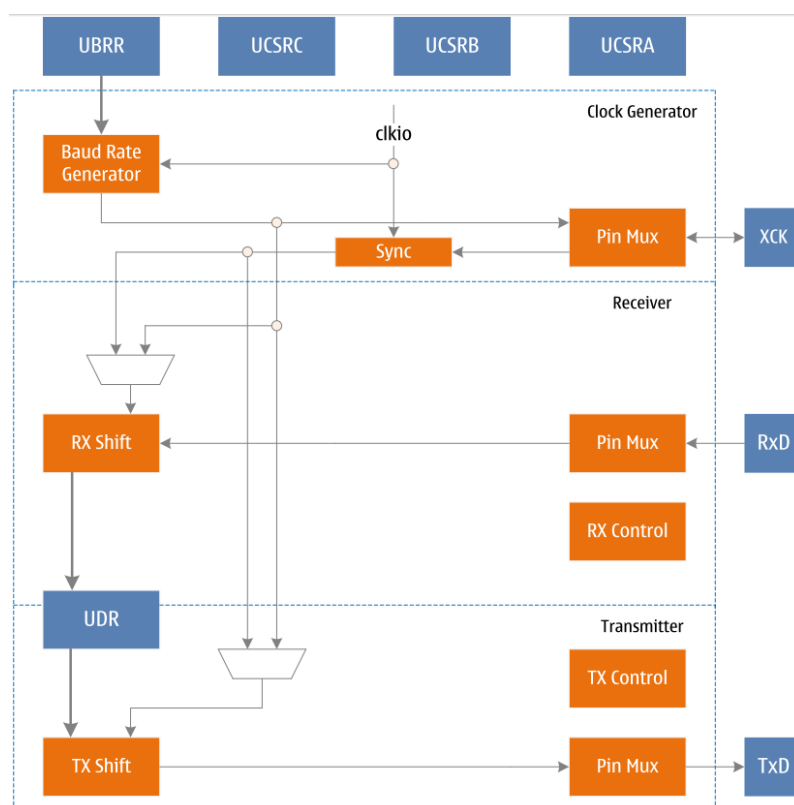 UBRR
UCSRC
UCSRB
UCSRA
Clock Generator
clkio
Baud Rate
Generator
Pin Mux
XCK
Sync
Receiver
RX Shift
Pin Mux
RxD
RX Control
UDR
Transmitter
TX Control
TX Shift
Pin Mux
TxD